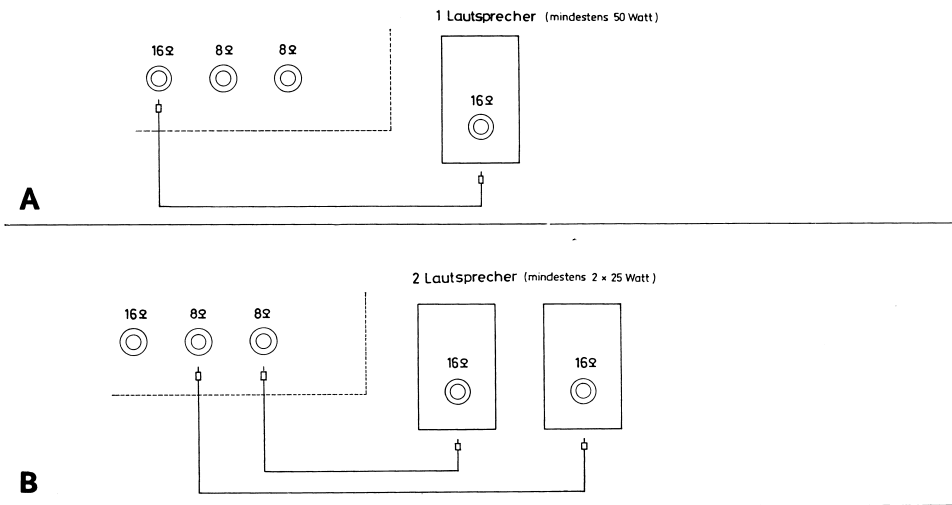 1 Lautsprecher (mindestens 50 Watt)
16Ω 8Ω 8Ω
16Ω
A
2 Lautsprecher (mindestens 2 × 25 Watt)
16Ω 8Ω 8Ω
16Ω 16Ω
B